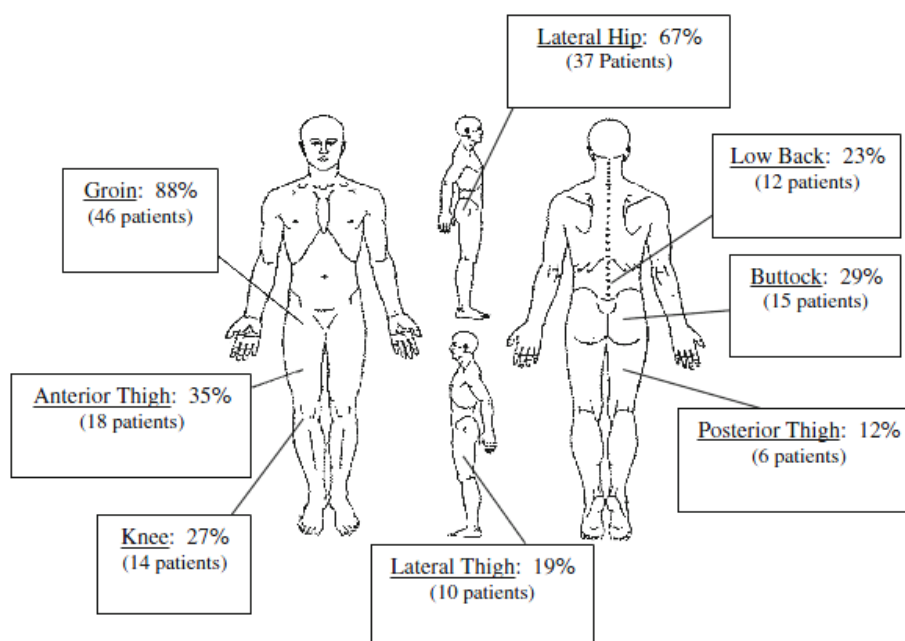 Lateral Hip: 67%
(37 Patients)
Low Back: 23%
(12 patients)
Groin: 88%
(46 patients)
Buttock: 29%
(15 patients)
Anterior Thigh: 35%
(18 patients)
Posterior Thigh: 12%
(6 patients)
Knee: 27%
(14 patients)
Lateral Thigh: 19%
(10 patients)